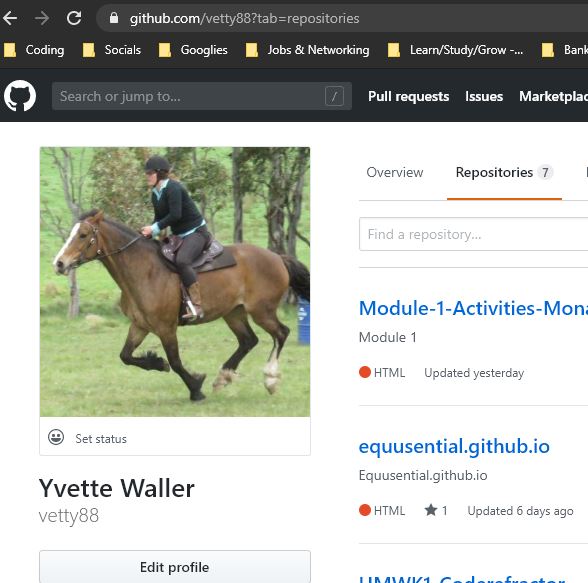 github.com/vetty88?tab=repositories
Coding Socials Googlies Jobs & Networking Learn/Study/Grow -... Bank
Search or jump to... / Pull requests Issues Marketplac
Overview Repositories 7
Find a repository...
Module-1-Activities-Mona
Module 1
HTML Updated yesterday
Set status
equusential.github.io
Equusential.github.io
Yvette Waller
HTML 1 Updated 6 days ago
vetty88
Edit profile
HMWK1-Coderefractor